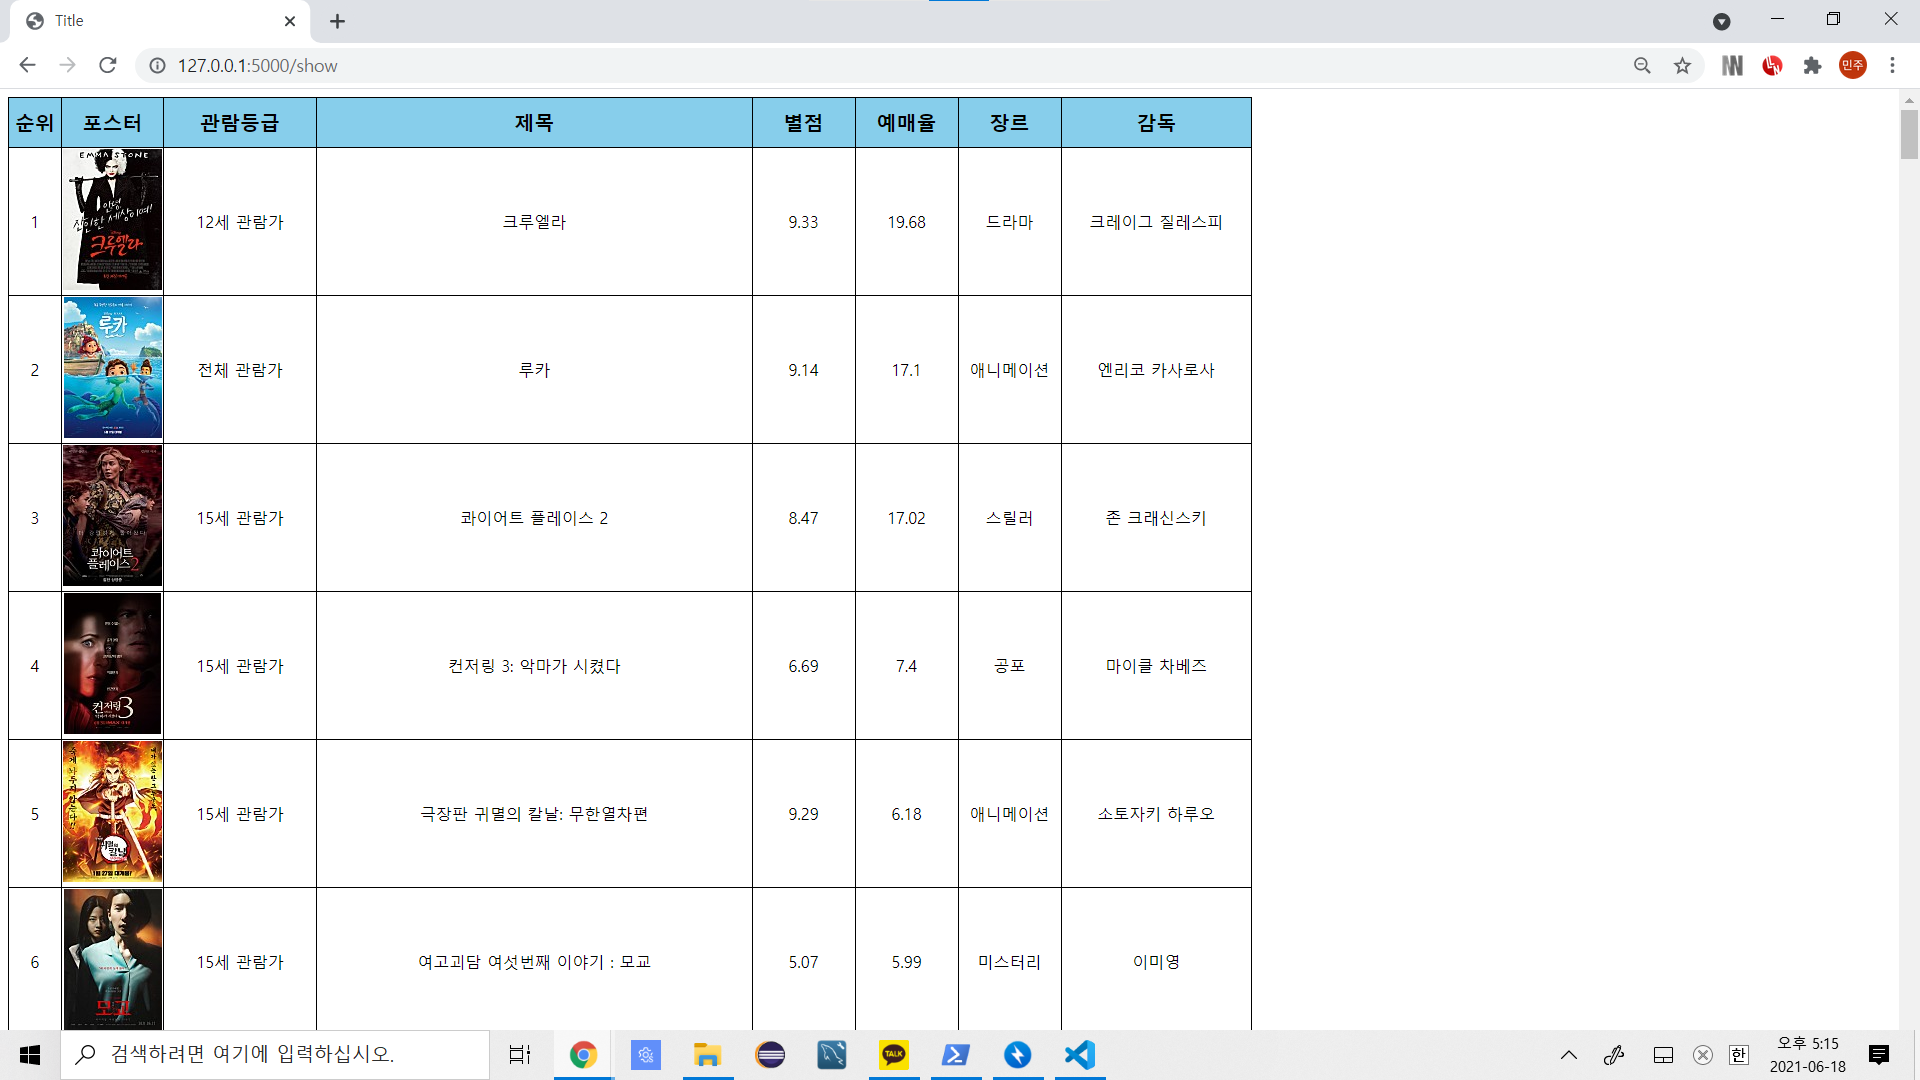 Title
127.0.0.1:5000/show
민주
순위 포스터 관람등급 제목 별점 예매율 장르 감독
EMMA STONE
안녕
잔인한 세상이여!
크루엘라
1 12세 관람가 크루엘라 9.33 19.68 드라마 크레이그 질레스피
루카
2 전체 관람가 루카 9.14 17.1 애니메이션 엔리코 카사로사
콰이어트
플레이스2
3 15세 관람가 콰이어트 플레이스 2 8.47 17.02 스릴러 존 크래신스키
컨저링3
4 15세 관람가 컨저링 3: 악마가 시켰다 6.69 7.4 공포 마이클 차베즈
귀멸의
칼날
1월 27일 대개봉!
5 15세 관람가 극장판 귀멸의 칼날: 무한열차편 9.29 6.18 애니메이션 소토자키 하루오
모교
6 15세 관람가 여고괴담 여섯번째 이야기 : 모교 5.07 5.99 미스터리 이미영
검색하려면 여기에 입력하십시오.
TALK
한
오후 5:15
2021-06-18